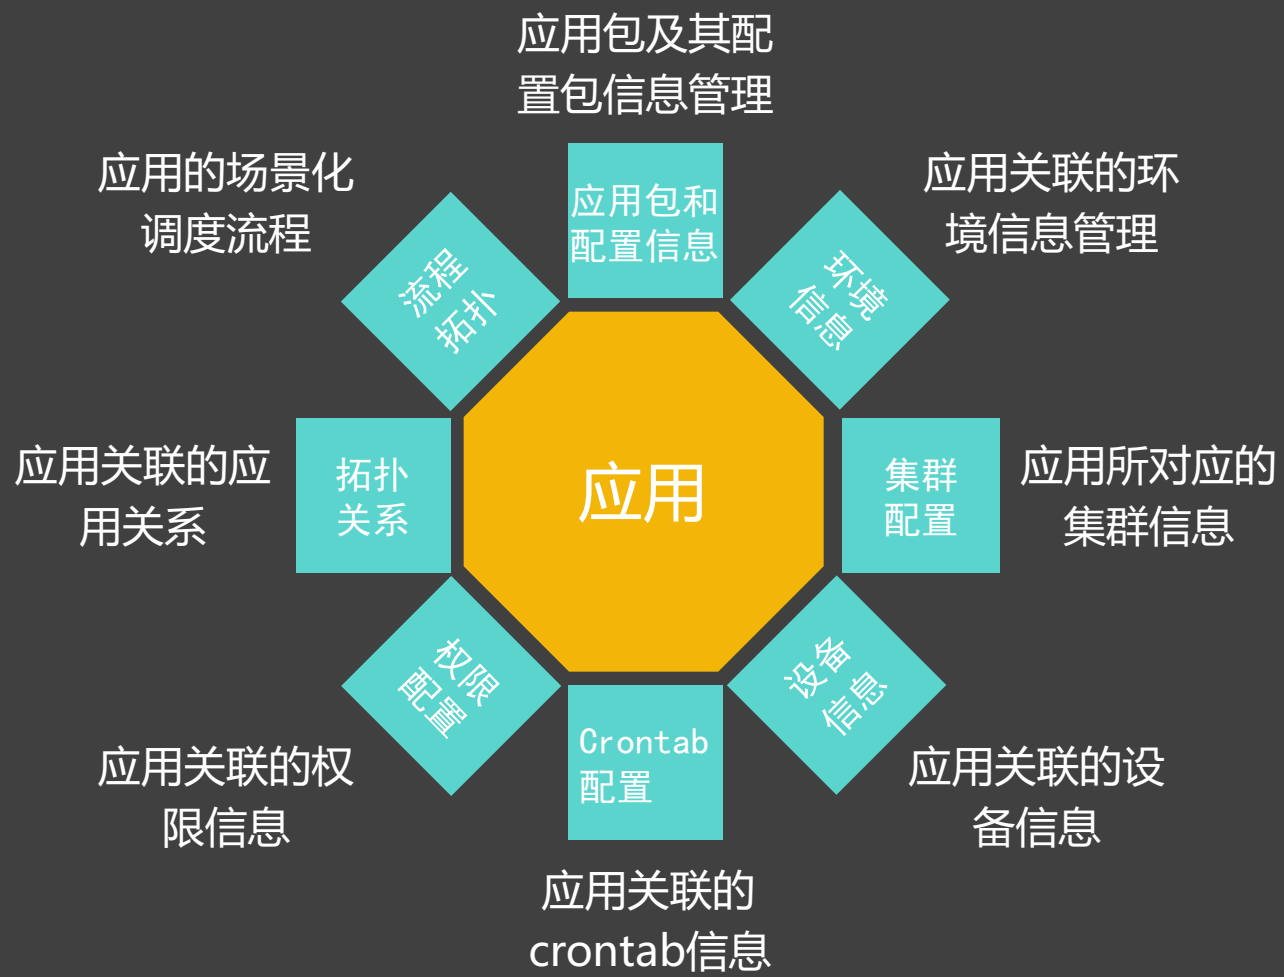 应用包及其配
置包信息管理
应用的场景化
调度流程
应用关联的环
境信息管理
应用包和
配置信息
流程
拓扑
环境
信息
应用关联的应
用关系
拓扑
关系
应用
集群
配置
应用所对应的
集群信息
权限
配置
设备
信息
Crontab
配置
应用关联的权
限信息
应用关联的设
备信息
应用关联的
crontab信息